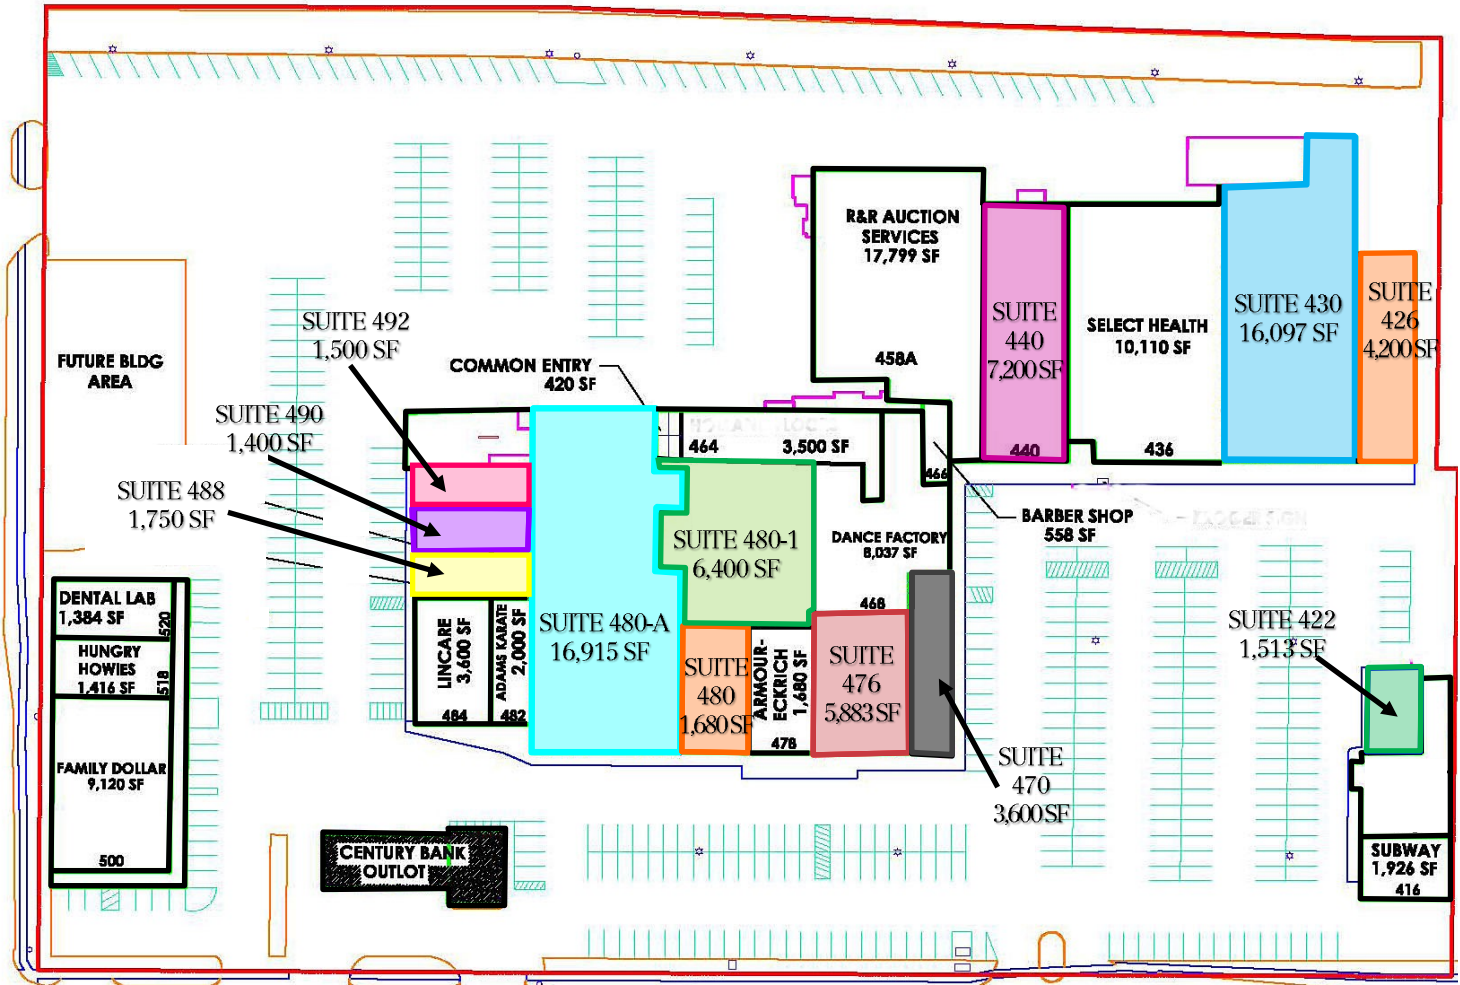 R&R AUCTION
SERVICES
17,799 SF
458A
SUITE
440
7,200 SF
440
SELECT HEALTH
10,110 SF
436
SUITE 430
16,097 SF
SUITE
426
4,200 SF
FUTURE BLDG
AREA
SUITE 492
1,500 SF
COMMON ENTRY
420 SF
SUITE 490
1,400 SF
SUITE 488
1,750 SF
464
3,500 SF
466
BARBER SHOP
558 SF
DANCE FACTORY
8,037 SF
468
SUITE 480-1
6,400 SF
SUITE 480-A
16,915 SF
LINCARE
3,600 SF
484
ADAMS KARATE
2,000 SF
482
SUITE
480
1,680 SF
ARMOUR-
ECKRICH
1,680 SF
478
SUITE
476
5,883 SF
SUITE
470
3,600 SF
SUITE 422
1,513 SF
DENTAL LAB
1,384 SF
520
HUNGRY
HOWIES
1,416 SF
518
FAMILY DOLLAR
9,120 SF
500
CENTURY BANK
OUTLOT
SUBWAY
1,926 SF
416